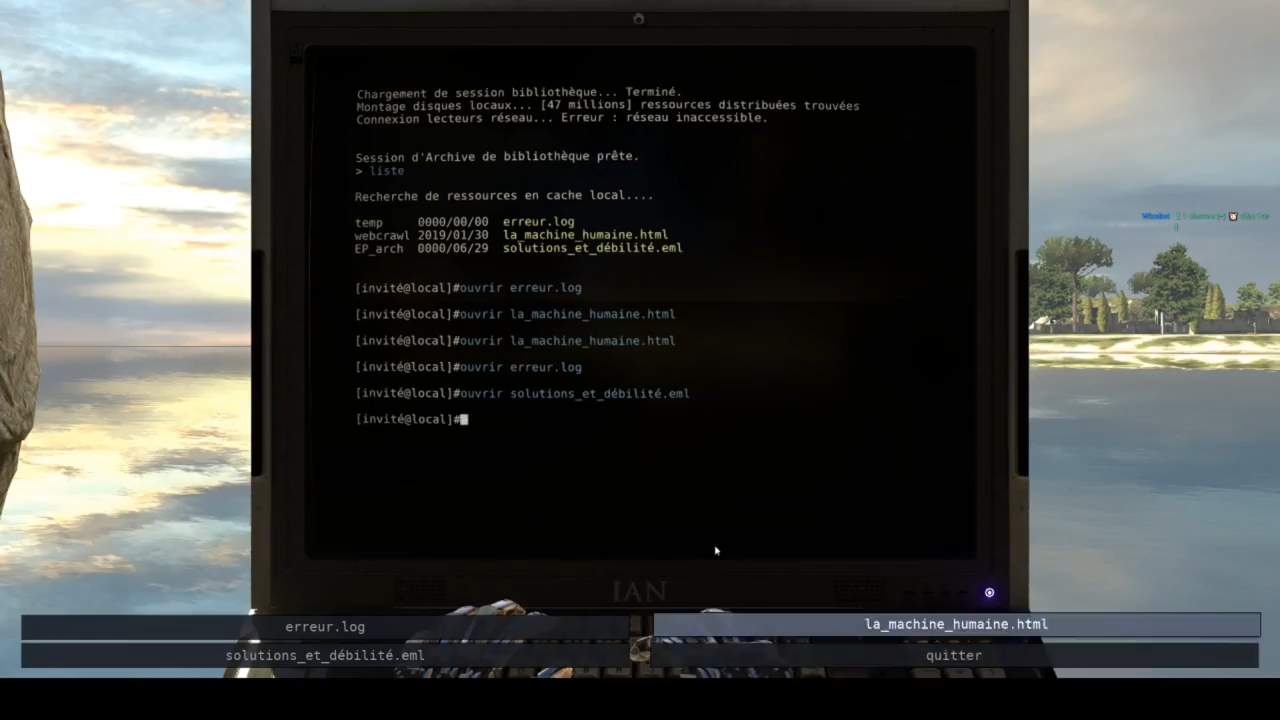 Chargement de session bibliothèque... Terminé.
Montage disques locaux... [47 millions] ressources distribuées trouvées
Connexion lecteurs réseau... Erreur : réseau inaccessible.
Session d'Archive de bibliothèque prête.
> liste
Recherche de ressources en cache local....
temp 0000/00/00 erreur.log
webcrawl 2019/01/30 la_machine_humaine.html
EP_arch 0000/06/29 solutions_et_débilité.eml
[invité@local]#ouvrir erreur.log
[invité@local]#ouvrir la_machine_humaine.html
[invité@local]#ouvrir la_machine_humaine.html
[invité@local]#ouvrir erreur.log
[invité@local]#ouvrir solutions_et_débilité.eml
[invité@local]#
IAN
erreur.log la_machine_humaine.html
solutions_et_débilité.eml quitter